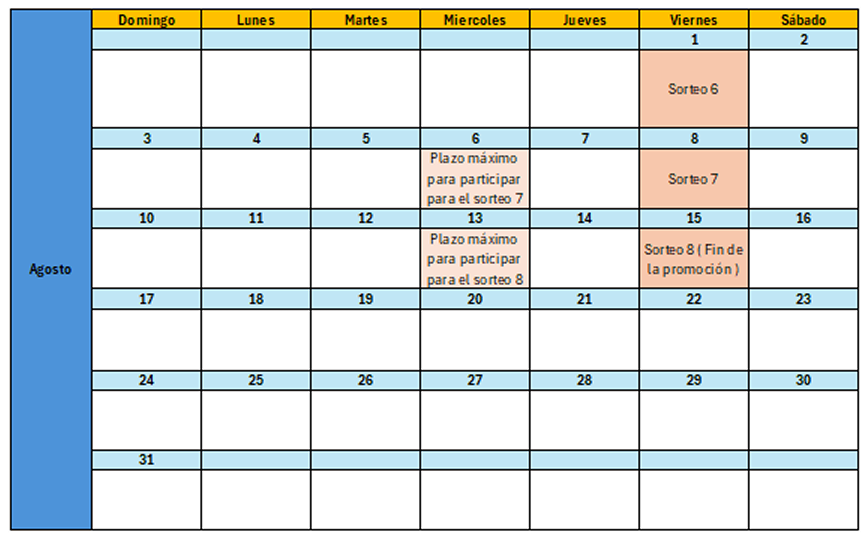 Domingo Lunes Martes Miercoles Jueves Viernes Sábado
1 2
Sorteo 6
3 4 5 6 7 8 9
Plazo máximo
para participar
para el sorteo 7
Sorteo 7
10 11 12 13 14 15 16
Agosto
Plazo máximo
para participar
para el sorteo 8
Sorteo 8 ( Fin de
la promoción )
17 18 19 20 21 22 23
24 25 26 27 28 29 30
31